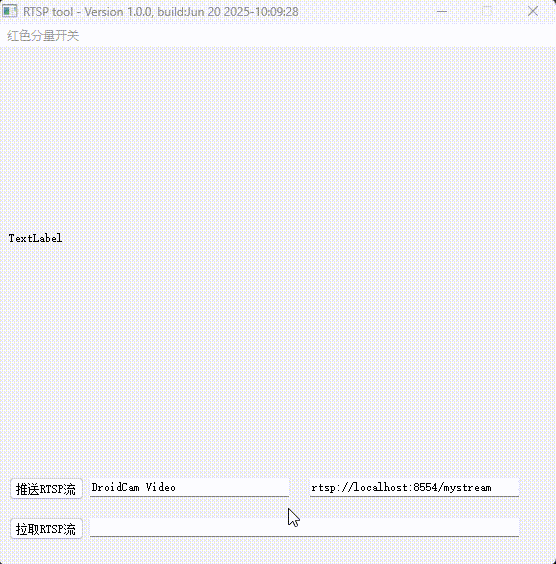 RTSP tool - Version 1.0.0, build:Jun 20 2025-10:09:28
红色分量开关
TextLabel
推送RTSP流 DroidCam Video rtsp://localhost:8554/mystream
拉取RTSP流